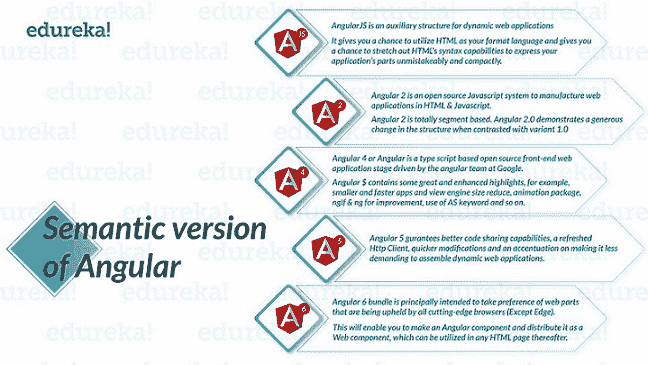 edureka!
AngularJS is an auxiliary structure for dynamic web applications
It gives you a chance to utilize HTML as your format language and gives you
a chance to stretch out HTML's syntax capabilities to express your
application's parts unmistakeably and compactly.
Angular 2 is an open source Javascript system to manufacture web
applications in HTML & Javascript.
Angular 2 is totally segment based. Angular 2.0 demonstrates a generous
change in the structure when contrasted with variant 1.0
Angular 4 or Angular is a type script based open source front-end web
application stage driven by the angular team at Google.
Angular $ contains some great and enhanced highlights, for example,
smaller and faster apps and view engine size reduce, animation package,
ngif & ng for improvement, use of AS keyword and so on.
Semantic version
of Angular
Angular 5 gurantees better code sharing capabilities, a refreshed
Http Client, quicker modifications and an accentuation on making it less
demanding to assemble dynamic web applications.
Angular 6 bundle is principally intended to take preference of web parts
that are being upheld by all cutting-edge browsers (Except Edge).
This will enable you to make an Angular component and distribute it as a
Web component, which can be utilized in any HTML page thereafter.
A JS
A 2
A 4
A 5
A 6